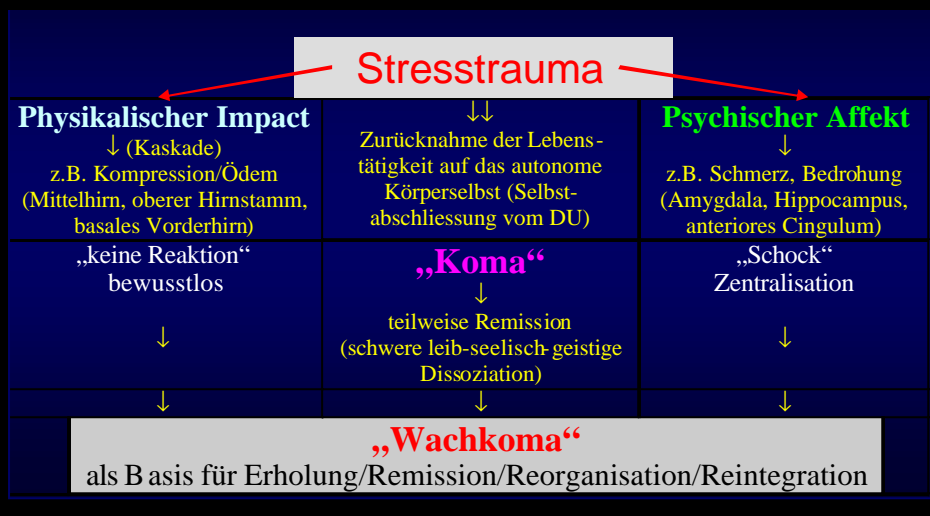 Stresstrauma
Physikalischer Impact
↓ (Kaskade)
z.B. Kompression/Ödem
(Mittelhirn, oberer Hirnstamm,
basales Vorderhirn)
↓↓
Zurücknahme der Lebens-
tätigkeit auf das autonome
Körperselbst (Selbst-
abschliessung vom DU)
Psychischer Affekt
↓
z.B. Schmerz, Bedrohung
(Amygdala, Hippocampus,
anteriores Cingulum)
„keine Reaktion“
bewusstlos
↓
„Koma“
↓
teilweise Remission
(schwere leib-seelisch-geistige
Dissoziation)
„Schock“
Zentralisation
↓
↓ ↓ ↓
„Wachkoma“
als Basis für Erholung/Remission/Reorganisation/Reintegration